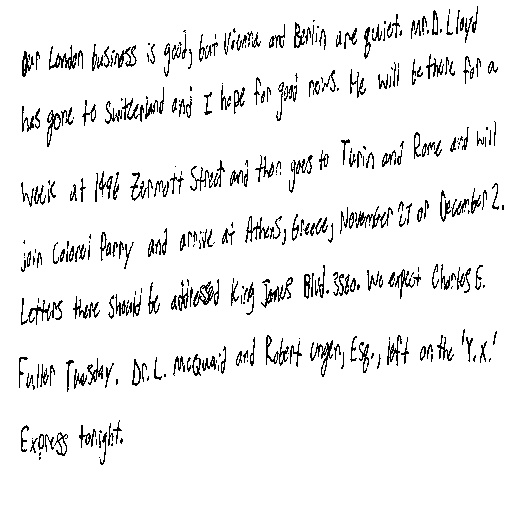 Our London business is good, but Vienna and Berlin are quiet. Mr. D. Lloyd
has gone to Switzerland and I hope for good news. He will be there for a
week at 1496 Zermott Street and then goes to Turin and Rome and will
join Colonel Parry and arrive at Athens, Greece, November 27 or December 2.
Letters there should be addressed King James Blvd. 3580. We expect Charles E.
Fuller Tuesday. Dr. L. McQuaid and Robert Unger, Esq., left on the 'Y.X.'
Express tonight.